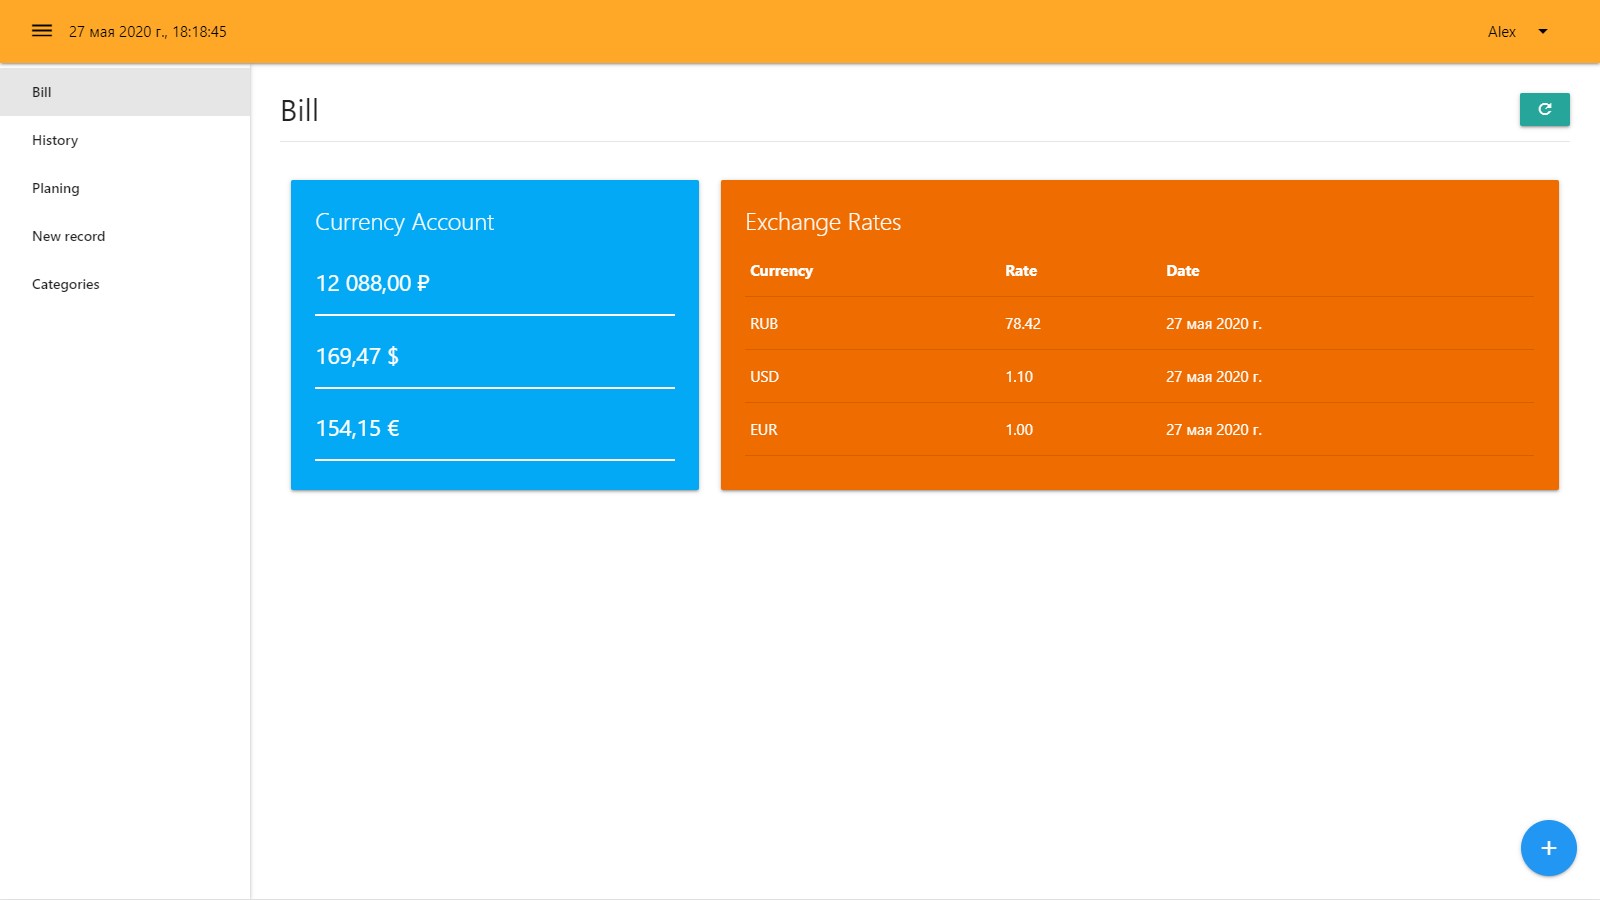 27 мая 2020 г., 18:18:45
Alex
Bill
History
Planing
New record
Categories
Bill
Currency Account
12 088,00 ₽
169,47 $
154,15 €
Exchange Rates
Currency Rate Date
RUB 78.42 27 мая 2020 г.
USD 1.10 27 мая 2020 г.
EUR 1.00 27 мая 2020 г.